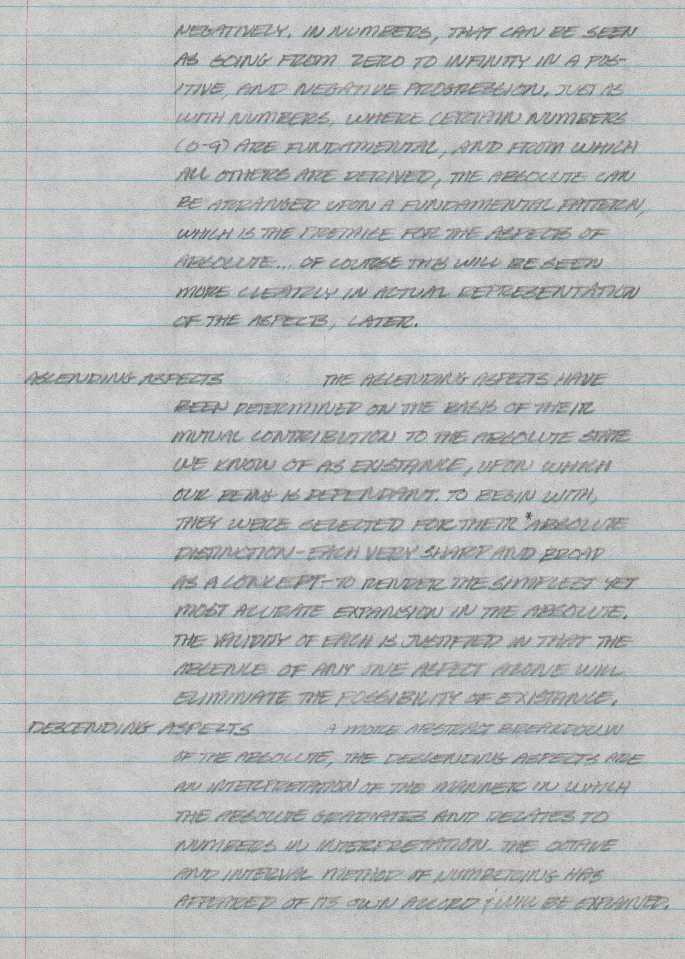 NEGATIVELY. IN NUMBERS, THAT CAN BE SEEN
AS GOING FROM ZERO TO INFINITY IN A POS-
ITIVE, AND NEGATIVE PROGRESSION. JUST AS
WITH NUMBERS, WHERE CERTAIN NUMBERS
(0-9) ARE FUNDAMENTAL, AND FROM WHICH
ALL OTHERS ARE DERIVED, THE ABSOLUTE CAN
BE ARRANGED UPON A FUNDAMENTAL PATTERN,
WHICH IS THE PREMISE FOR THE ASPECTS OF
ABSOLUTE... OF COURSE THIS WILL BE SEEN
MORE CLEARLY IN ACTUAL REPRESENTATION
OF THE ASPECTS, LATER.
ASCENDING ASPECTS THE ASCENDING ASPECTS HAVE
BEEN DETERMINED ON THE BASIS OF THEIR
MUTUAL CONTRIBUTION TO THE ABSOLUTE STATE
WE KNOW OF AS EXISTANCE, UPON WHICH
OUR BEING IS DEPENDANT. TO BEGIN WITH,
THEY WERE SELECTED FOR THEIR *ABSOLUTE
DISTINCTION-EACH VERY SHARP AND BROAD
AS A CONCEPT-TO RENDER THE SIMPLEST YET
MOST ACCURATE EXPANSION IN THE ABSOLUTE.
THE VALIDITY OF EACH IS JUSTIFIED IN THAT THE
ABSENCE OF ANY ONE ASPECT ALONE WILL
ELIMINATE THE POSSIBILITY OF EXISTANCE.
DESCENDING ASPECTS A MORE ABSTRACT BREAKDOWN
OF THE ABSOLUTE, THE DESCENDING ASPECTS ARE
AN INTERPRETATION OF THE MANNER IN WHICH
THE ABSOLUTE GRADIATES AND RELATES TO
NUMBERS IN INTERPRETATION. THE OCTAVE
AND INTERVAL METHOD OF NUMBERING HAS
APPEARED OF ITS OWN ACCORD & WILL BE EXPLAINED.